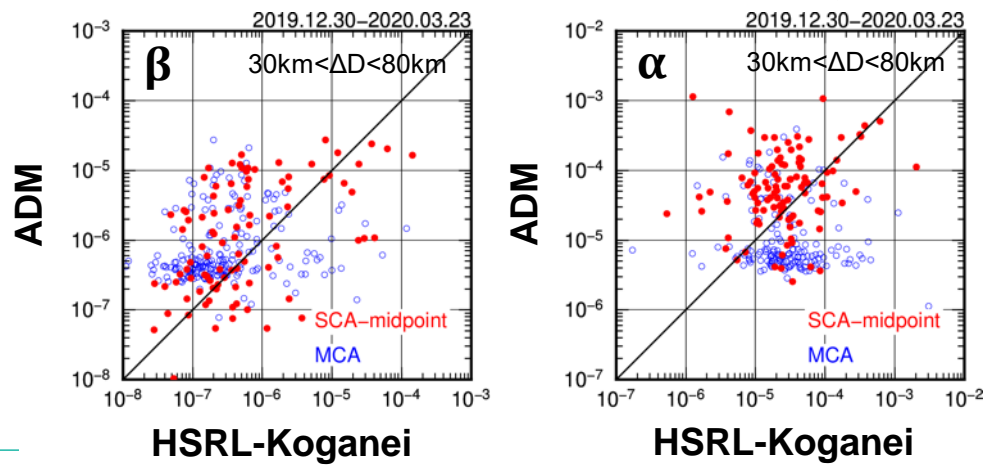 2019.12.30−2020.03.23
β
30km<ΔD<80km
ADM
10⁻³
10⁻⁴
10⁻⁵
10⁻⁶
10⁻⁷
10⁻⁸
SCA−midpoint
MCA
10⁻⁸ 10⁻⁷ 10⁻⁶ 10⁻⁵ 10⁻⁴ 10⁻³
HSRL-Koganei
2019.12.30−2020.03.23
α
30km<ΔD<80km
ADM
10⁻²
10⁻³
10⁻⁴
10⁻⁵
10⁻⁶
10⁻⁷
SCA−midpoint
MCA
10⁻⁷ 10⁻⁶ 10⁻⁵ 10⁻⁴ 10⁻³ 10⁻²
HSRL-Koganei